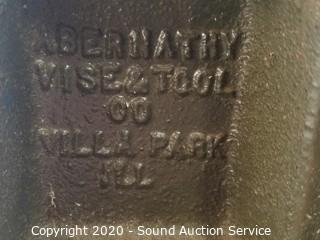 ABERNATHY
VISE & TOOL
CO
VILLA PARK
ILL
Copyright 2020 - Sound Auction Service